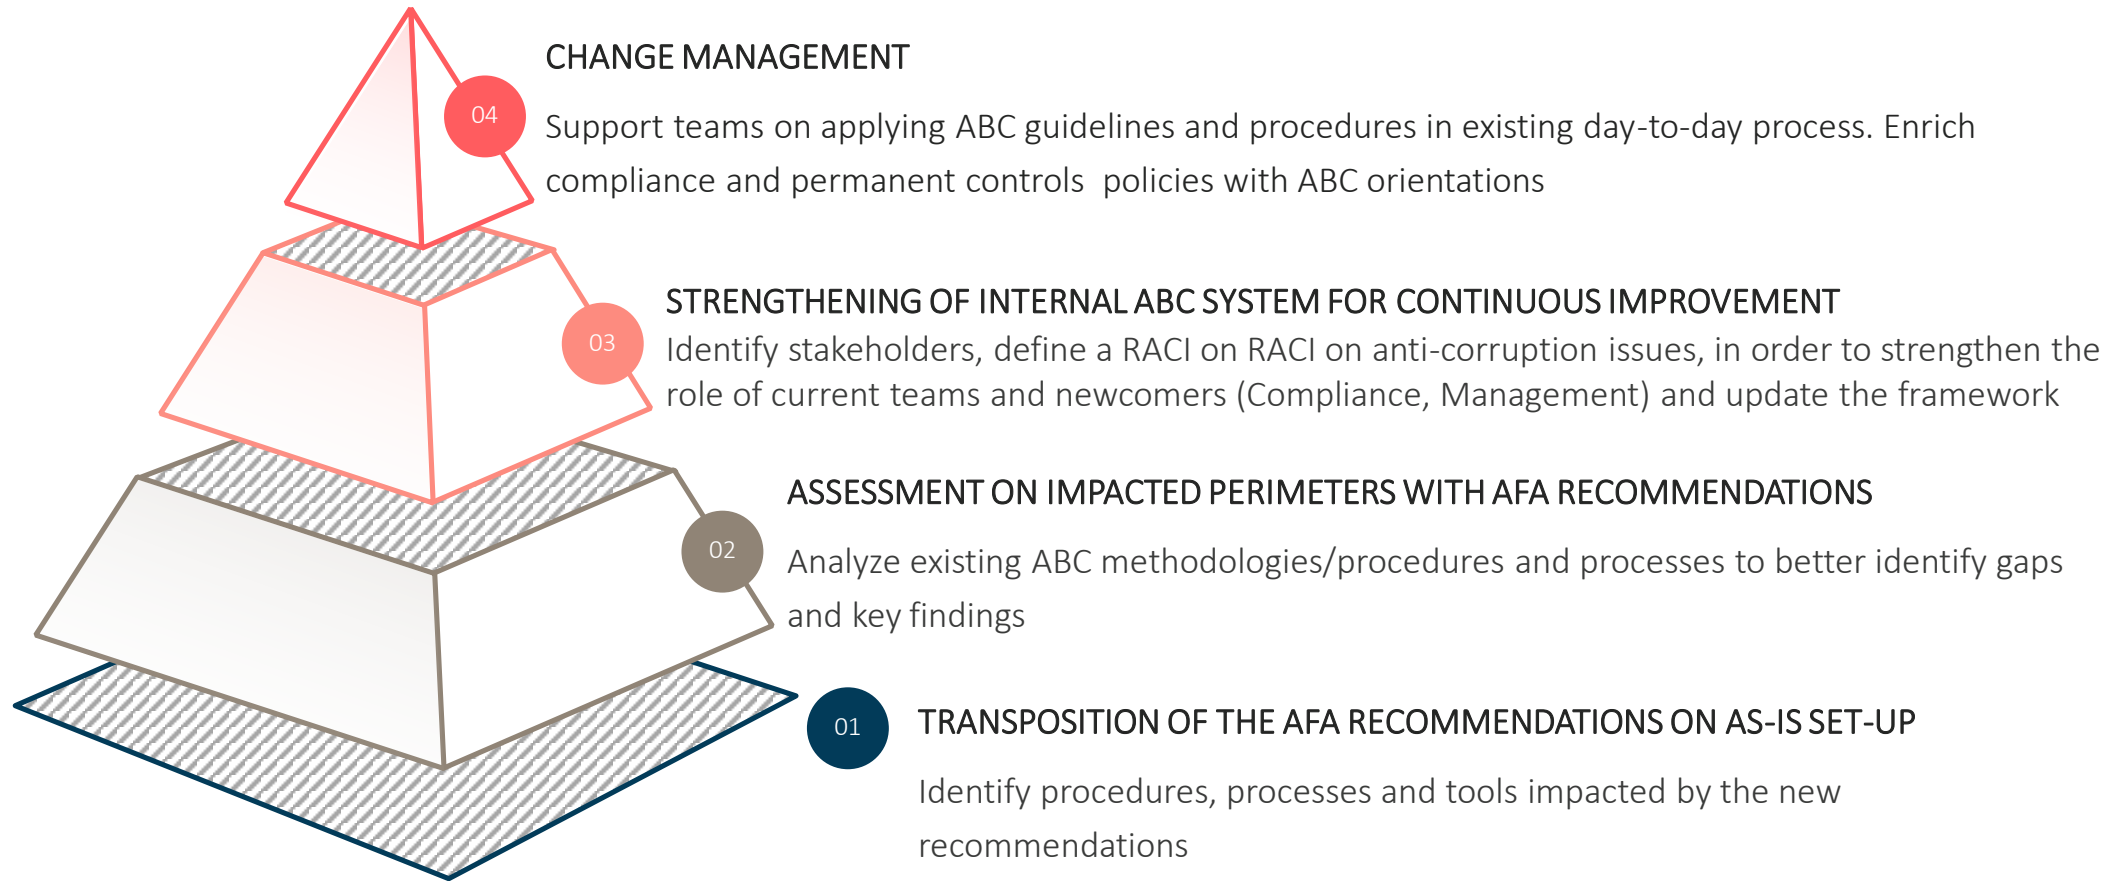 CHANGE MANAGEMENT
04
Support teams on applying ABC guidelines and procedures in existing day-to-day process. Enrich
compliance and permanent controls policies with ABC orientations
STRENGTHENING OF INTERNAL ABC SYSTEM FOR CONTINUOUS IMPROVEMENT
03
Identify stakeholders, define a RACI on RACI on anti-corruption issues, in order to strengthen the
role of current teams and newcomers (Compliance, Management) and update the framework
ASSESSMENT ON IMPACTED PERIMETERS WITH AFA RECOMMENDATIONS
02
Analyze existing ABC methodologies/procedures and processes to better identify gaps
and key findings
01
TRANSPOSITION OF THE AFA RECOMMENDATIONS ON AS-IS SET-UP
Identify procedures, processes and tools impacted by the new
recommendations